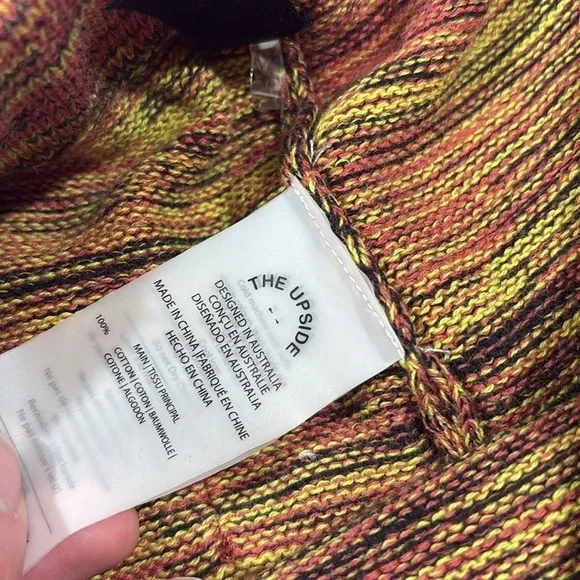 THE UPSIDE
DESIGNED IN AUSTRALIA
CONÇU EN AUSTRALIE
DISEÑADO EN AUSTRALIA
MADE IN CHINA | FABRIQUÉ EN CHINE
HECHO EN CHINA
MAIN | TISSU PRINCIPAL
100%
COTTON | COTON | BAUMWOLLE |
COTONE | ALGODÓN